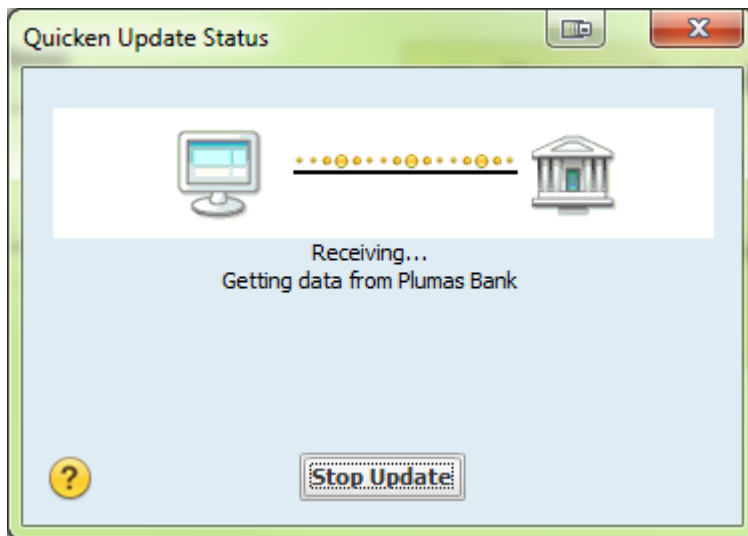 Quicken Update Status
Receiving...
Getting data from Plumas Bank
?
Stop Update